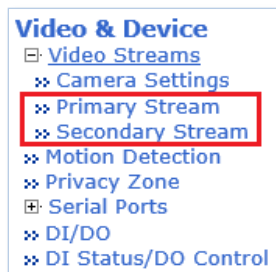 Video & Device
Video Streams
Camera Settings
Primary Stream
Secondary Stream
Motion Detection
Privacy Zone
Serial Ports
DI/DO
DI Status/DO Control